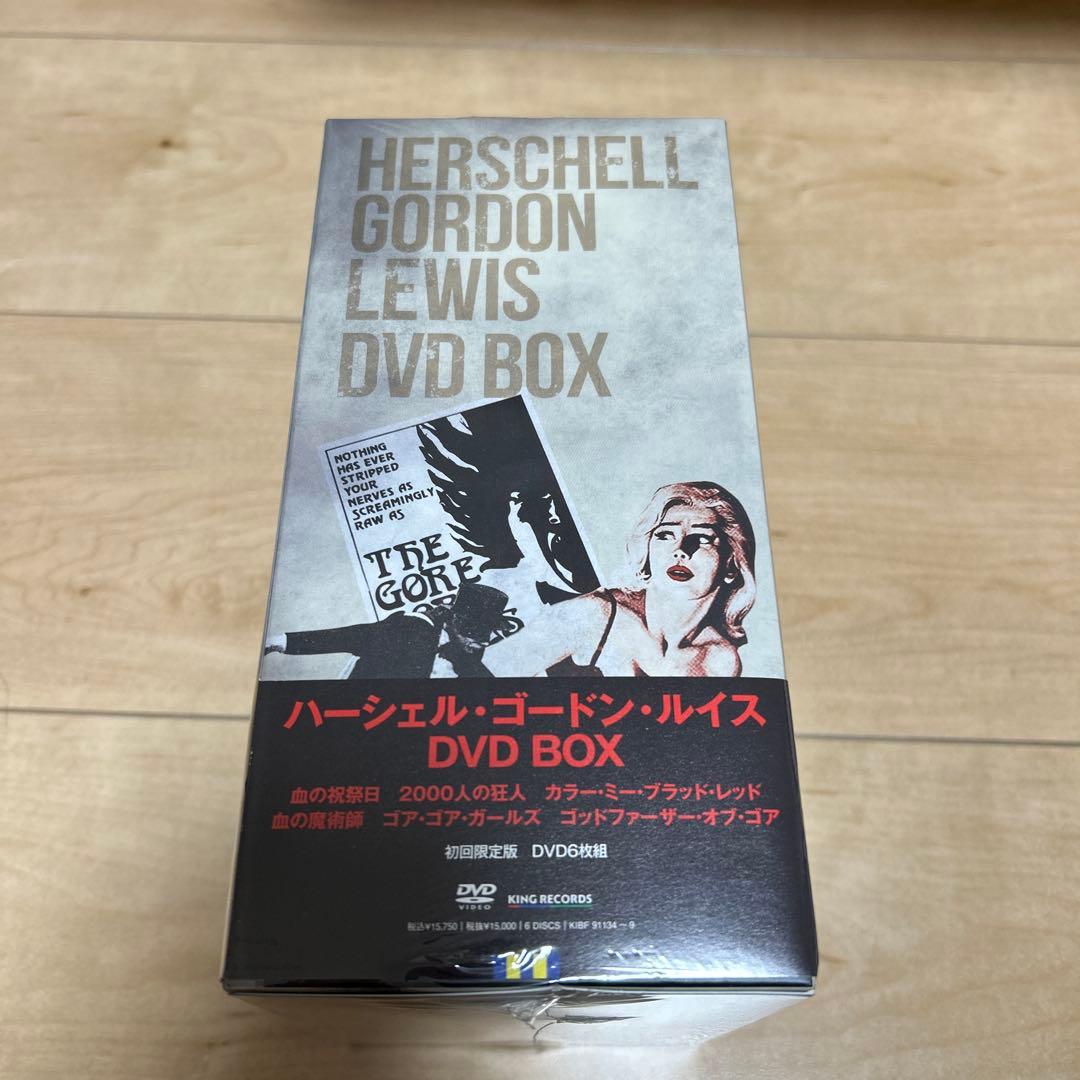 HERSCHELL
GORDON
LEWIS
DVD BOX
NOTHING
HAS EVER
STRIPPED
YOUR
NERVES AS
SCREAMINGLY
RAW AS
THE
GORE
ハーシェル・ゴードン・ルイス
DVD BOX
血の祝祭日 2000人の狂人 カラー・ミー・ブラッド・レッド
血の魔術師 ゴア・ゴア・ガールズ ゴッドファーザー・オブ・ゴア
初回限定版 DVD6枚組
DVD
VIDEO
KING RECORDS
税込¥15,750 | 税抜¥15,000 | 6 DISCS | KIBF 91134~9